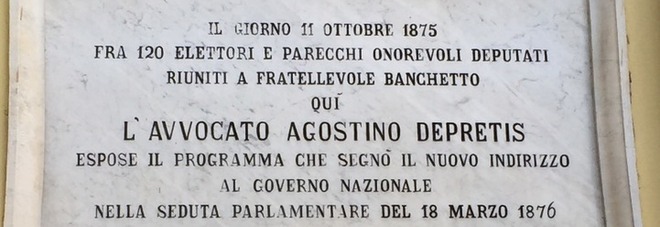 IL GIORNO 11 OTTOBRE 1875
FRA 120 ELETTORI E PARECCHI ONOREVOLI DEPUTATI
RIUNITI A FRATELLEVOLE BANCHETTO
QUI
L'AVVOCATO AGOSTINO DEPRETIS
ESPOSE IL PROGRAMMA CHE SEGNÒ IL NUOVO INDIRIZZO
AL GOVERNO NAZIONALE
NELLA SEDUTA PARLAMENTARE DEL 18 MARZO 1876